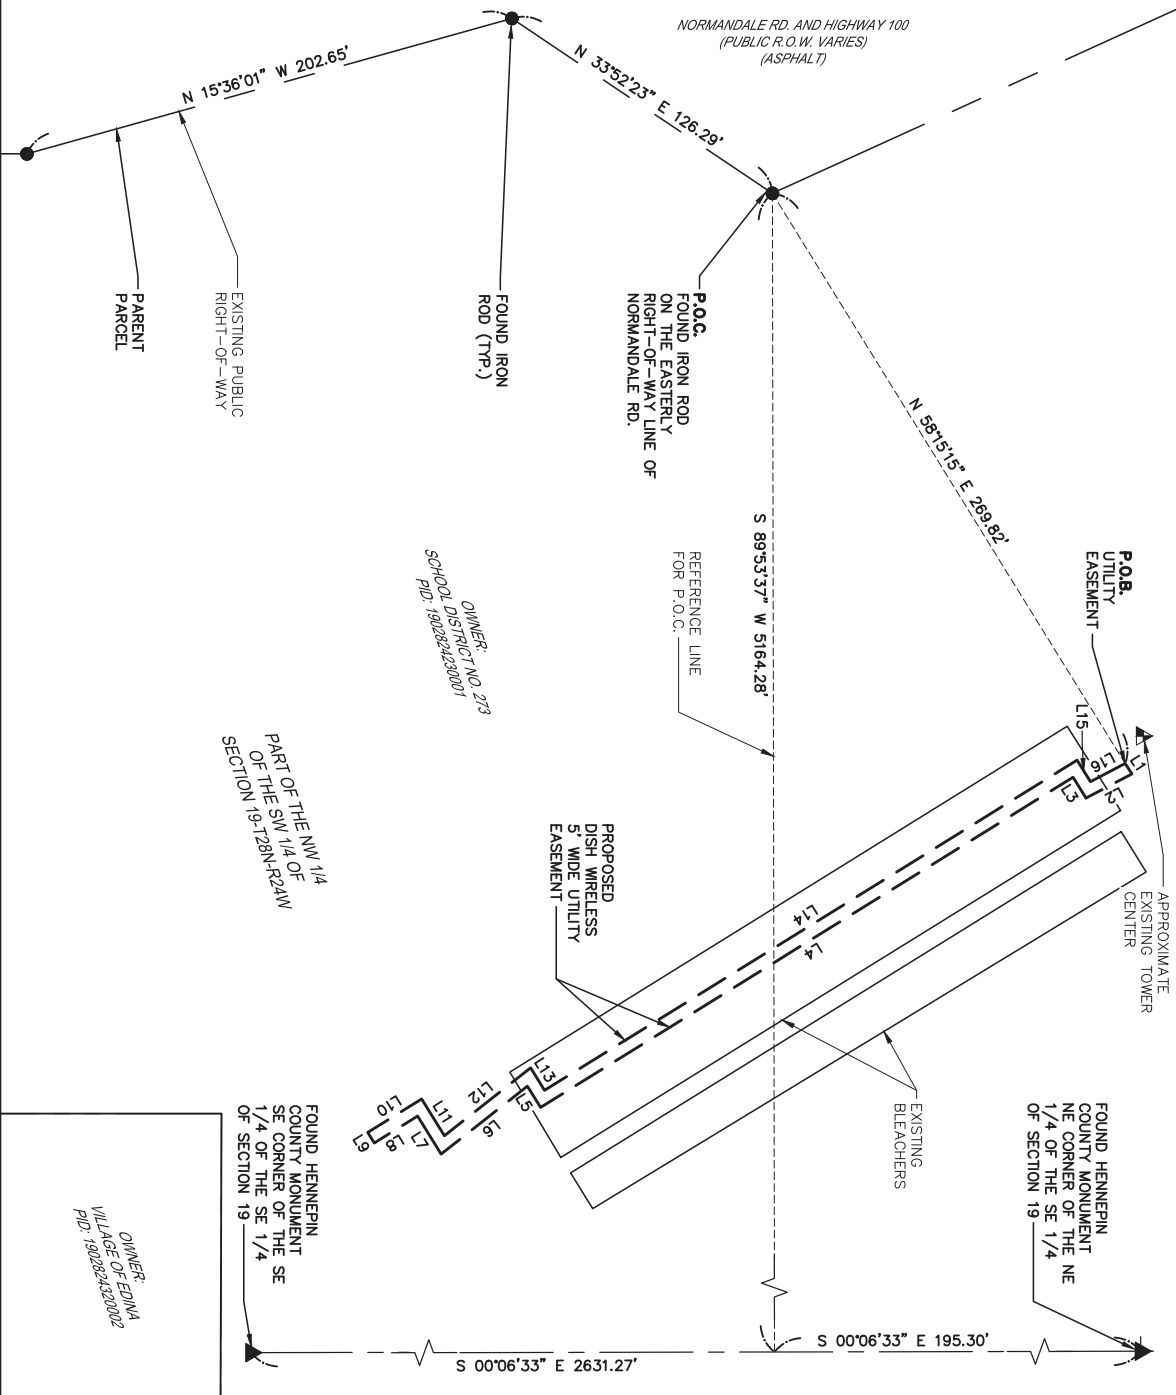 NORMANDALE RD. AND HIGHWAY 100
(PUBLIC R.O.W. VARIES)
(ASPHALT)
N 15°36'01" W 202.65'
N 33°52'23" E 126.29'
PARENT
PARCEL
EXISTING PUBLIC
RIGHT-OF-WAY
FOUND IRON
ROD (TYP.)
P.O.C.
FOUND IRON ROD
ON THE EASTERLY
RIGHT-OF-WAY LINE OF
NORMANDALE RD.
N 58°15'15" E 269.82'
S 89°53'37" W 5164.28'
REFERENCE LINE
FOR P.O.C.
P.O.B.
UTILITY
EASEMENT
OWNER:
SCHOOL DISTRICT NO. 273
PID: 1902824230001
PART OF THE NW 1/4
OF THE SW 1/4 OF
SECTION 19-T28N-R24W
L1
L2
L3
L15
L16
L14
L4
APPROXIMATE
EXISTING TOWER
CENTER
PROPOSED
DISH WIRELESS
5' WIDE UTILITY
EASEMENT
EXISTING
BLEACHERS
L13
L5
L12
L6
L11
L7
L10
L8
L9
FOUND HENNEPIN
COUNTY MONUMENT
NE CORNER OF THE NE
1/4 OF THE SE 1/4
OF SECTION 19
FOUND HENNEPIN
COUNTY MONUMENT
SE CORNER OF THE SE
1/4 OF THE SE 1/4
OF SECTION 19
S 00°06'33" E 195.30'
S 00°06'33" E 2631.27'
OWNER:
VILLAGE OF EDINA
PID: 1902824320002